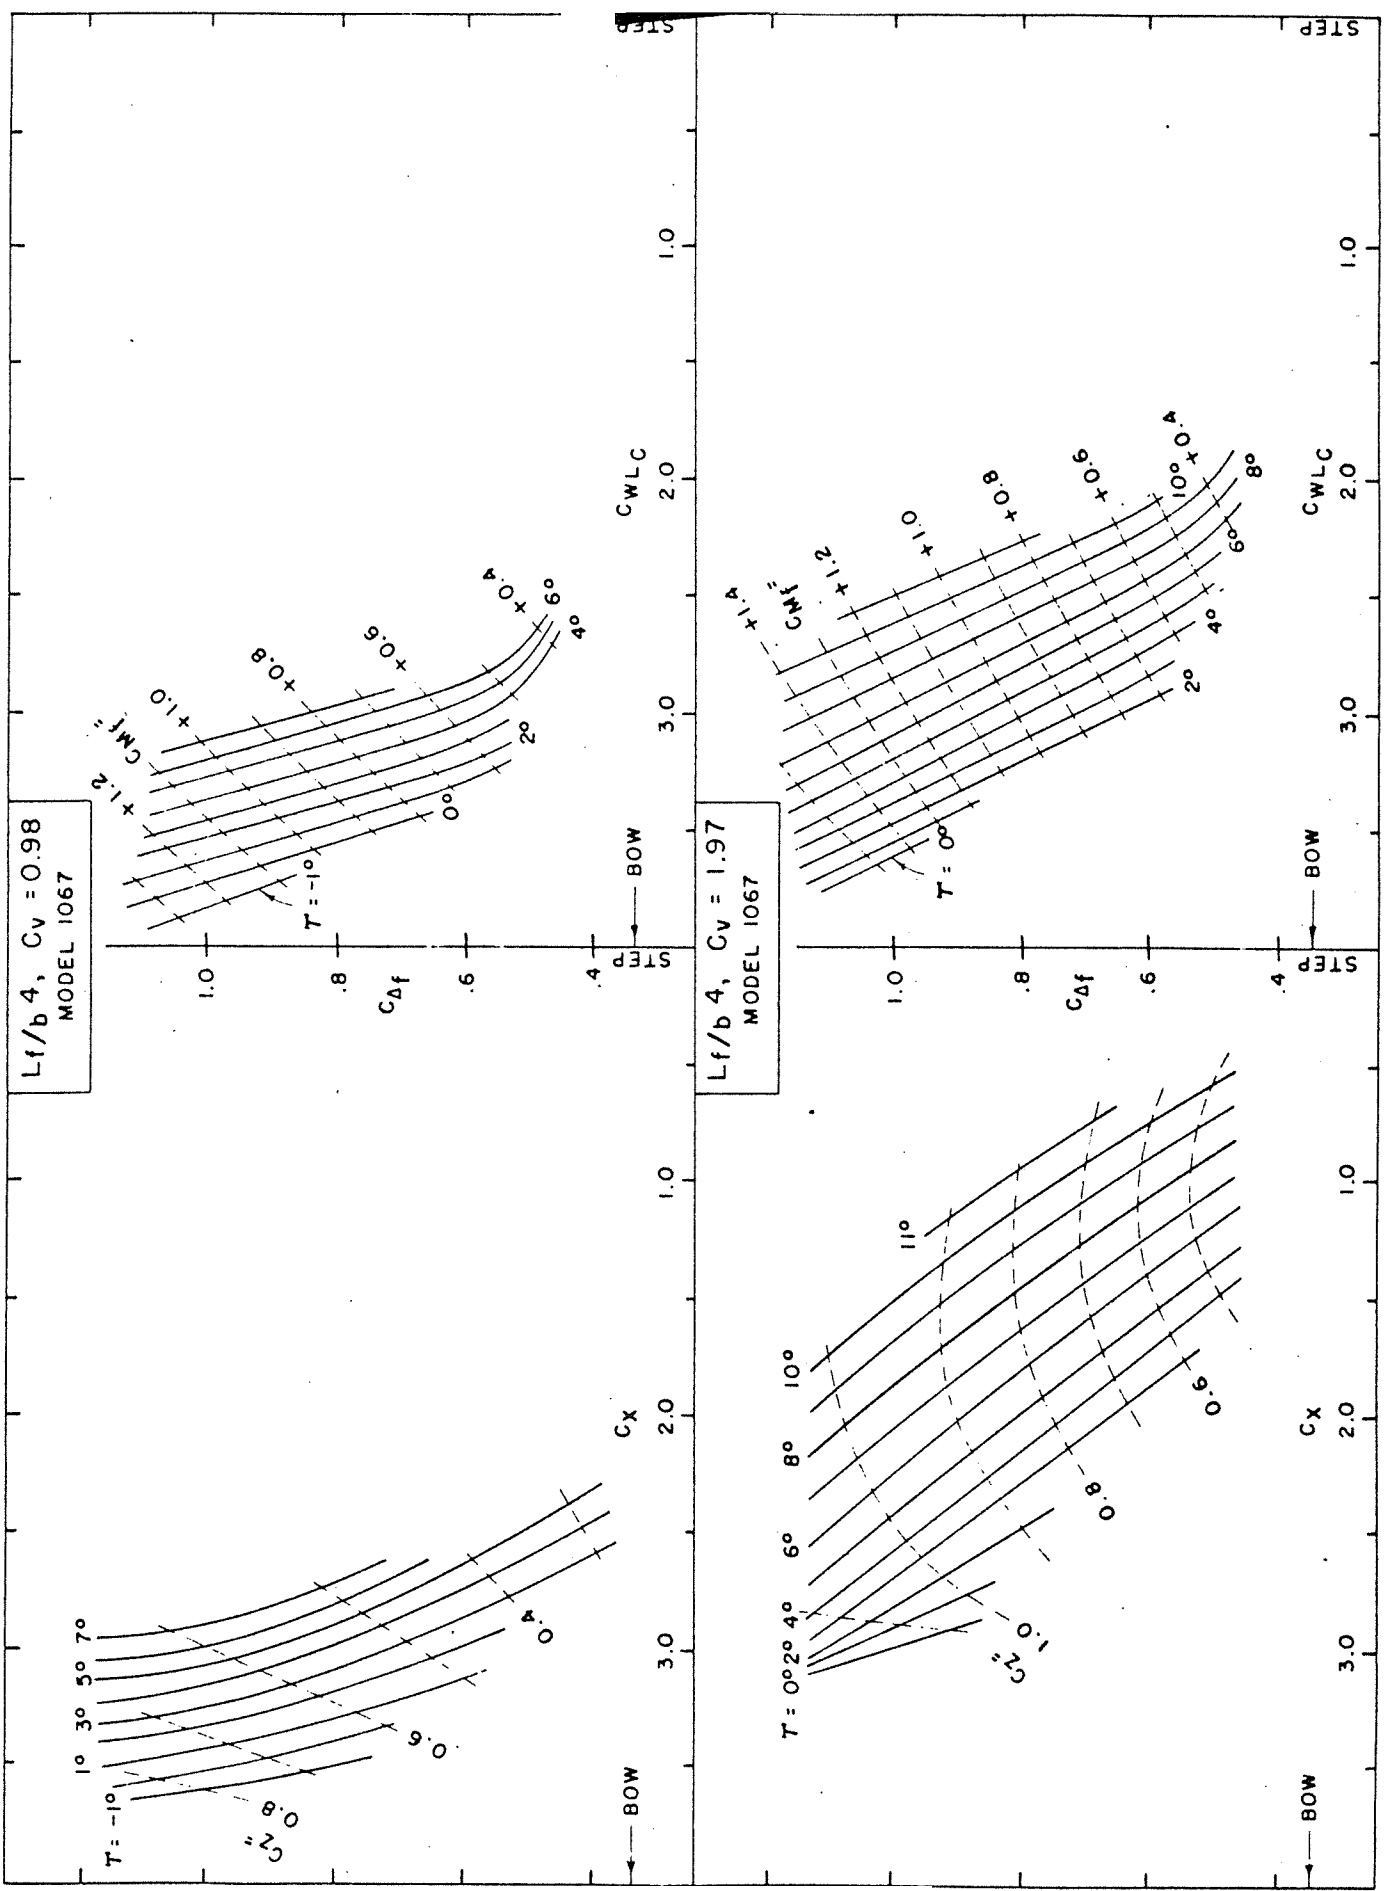 Lf/b 4, Cv = 0.98
MODEL 1067
τ = -1° 1° 3° 5° 7°
Cz =
0.8
0.6
0.4
BOW
3.0
2.0
1.0
STEP
Cx
1.0
.8
.6
.4
CΔf
+1.2
CMf =
+1.0
+0.8
+0.6
+0.4
τ = -1°
0°
2°
4°
6°
BOW
3.0
2.0
1.0
STEP
CWLC
Lf/b 4, Cv = 1.97
MODEL 1067
τ = 0° 2° 4° 6° 8° 10°
11°
Cz =
1.0
0.8
0.6
BOW
3.0
2.0
1.0
STEP
Cx
1.0
.8
.6
.4
CΔf
+1.4
CMf =
+1.2
+1.0
+0.8
+0.6
+0.4
τ = 0°
2°
4°
6°
8°
10°
BOW
3.0
2.0
1.0
STEP
CWLC